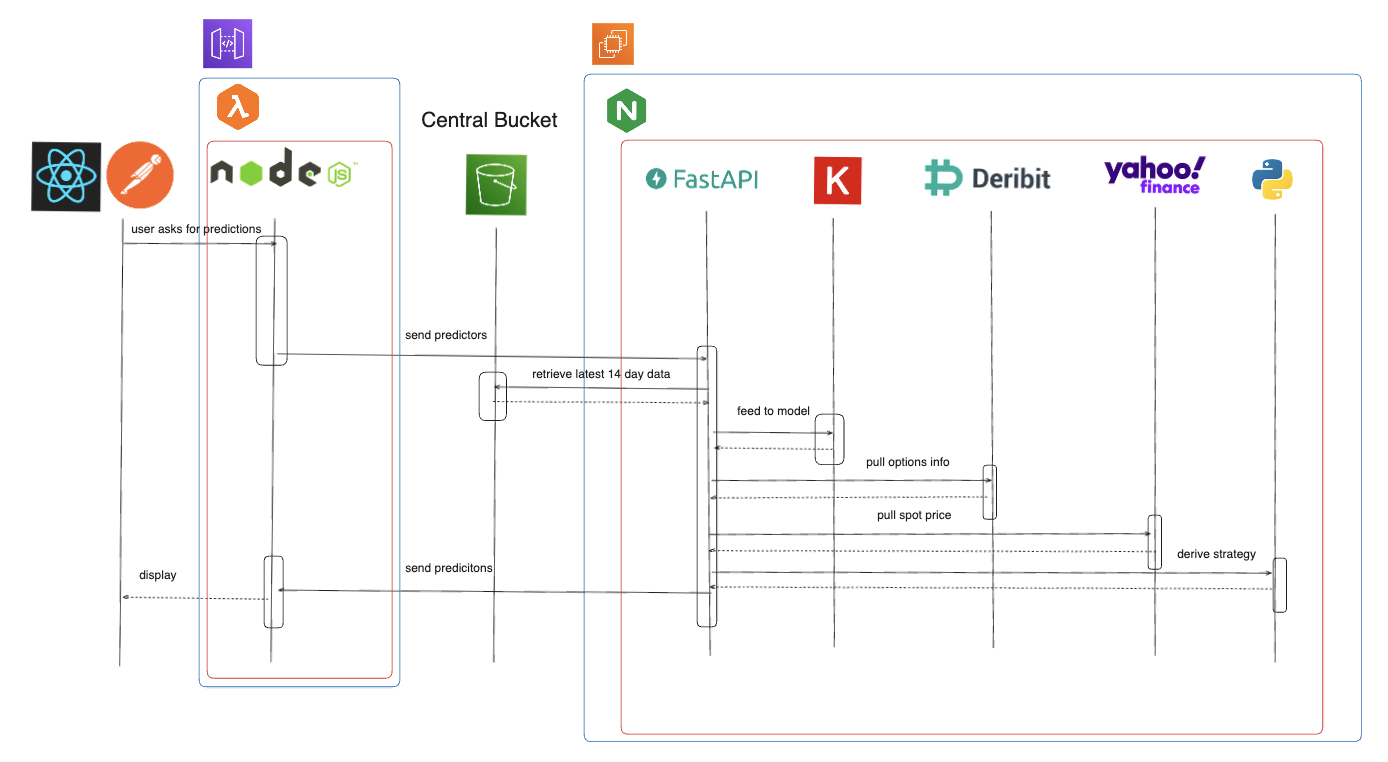 Central Bucket
node
JS
FastAPI
K
Deribit
yahoo!
finance
N
λ
</>
user asks for predictions
send predictors
retrieve latest 14 day data
feed to model
pull options info
pull spot price
derive strategy
send predicitons
display